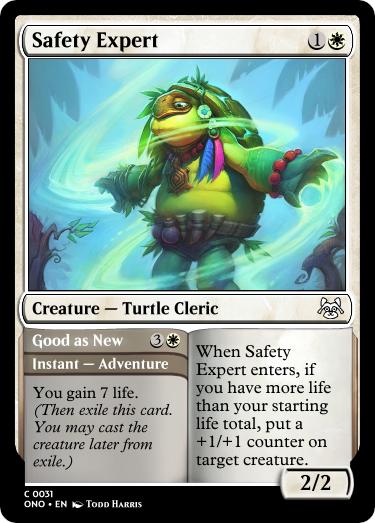 Safety Expert 1
Creature — Turtle Cleric
Good as New 3
Instant — Adventure
You gain 7 life.
(Then exile this card.
You may cast the
creature later from
exile.)
When Safety
Expert enters, if
you have more life
than your starting
life total, put a
+1/+1 counter on
target creature.
2/2
C 0031
ONO • EN Todd Harris